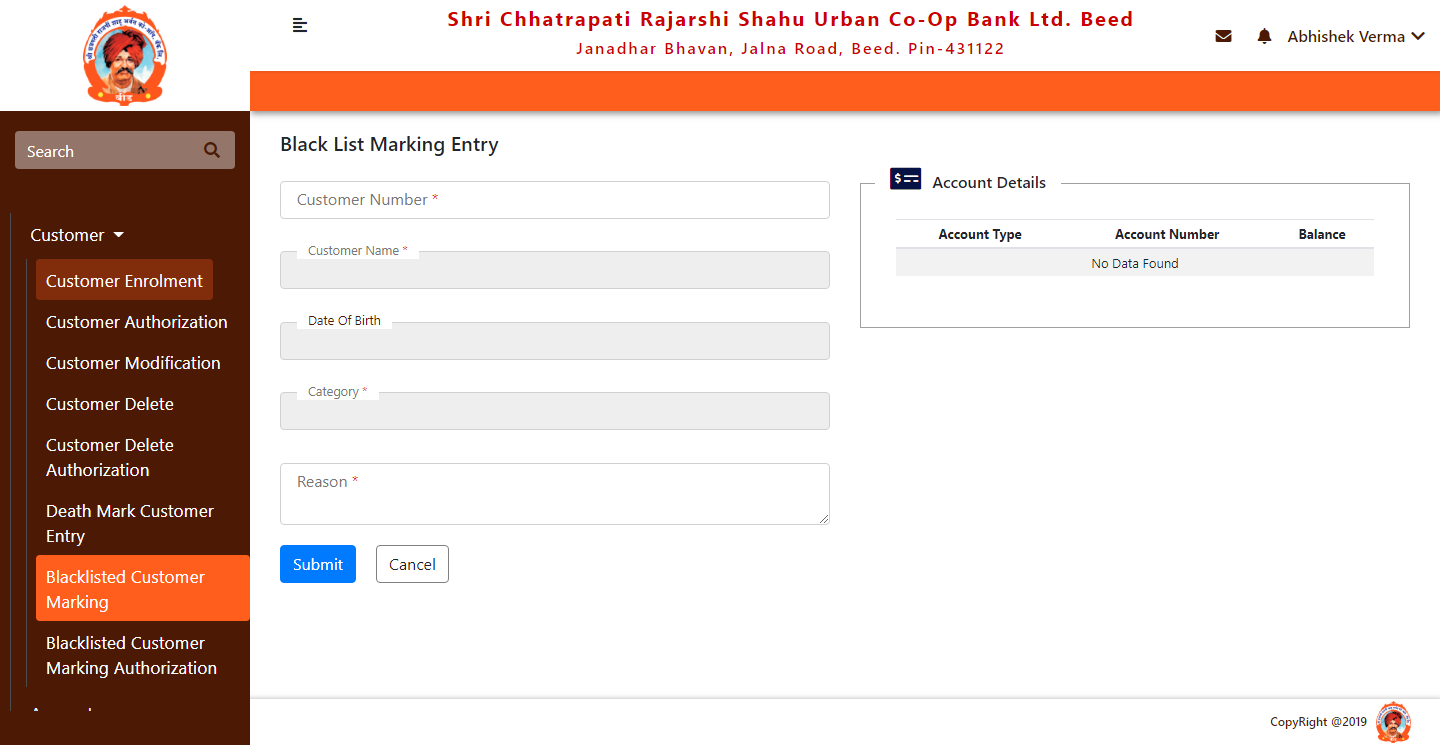 Shri Chhatrapati Rajarshi Shahu Urban Co-Op Bank Ltd. Beed
Janadhar Bhavan, Jalna Road, Beed. Pin-431122
Abhishek Verma
बीड
Search
Customer
Customer Enrolment
Customer Authorization
Customer Modification
Customer Delete
Customer Delete
Authorization
Death Mark Customer
Entry
Blacklisted Customer
Marking
Blacklisted Customer
Marking Authorization
Black List Marking Entry
Customer Number *
Customer Name *
Date Of Birth
Category *
Reason *
Submit
Cancel
Account Details
Account Type Account Number Balance
No Data Found
CopyRight @2019